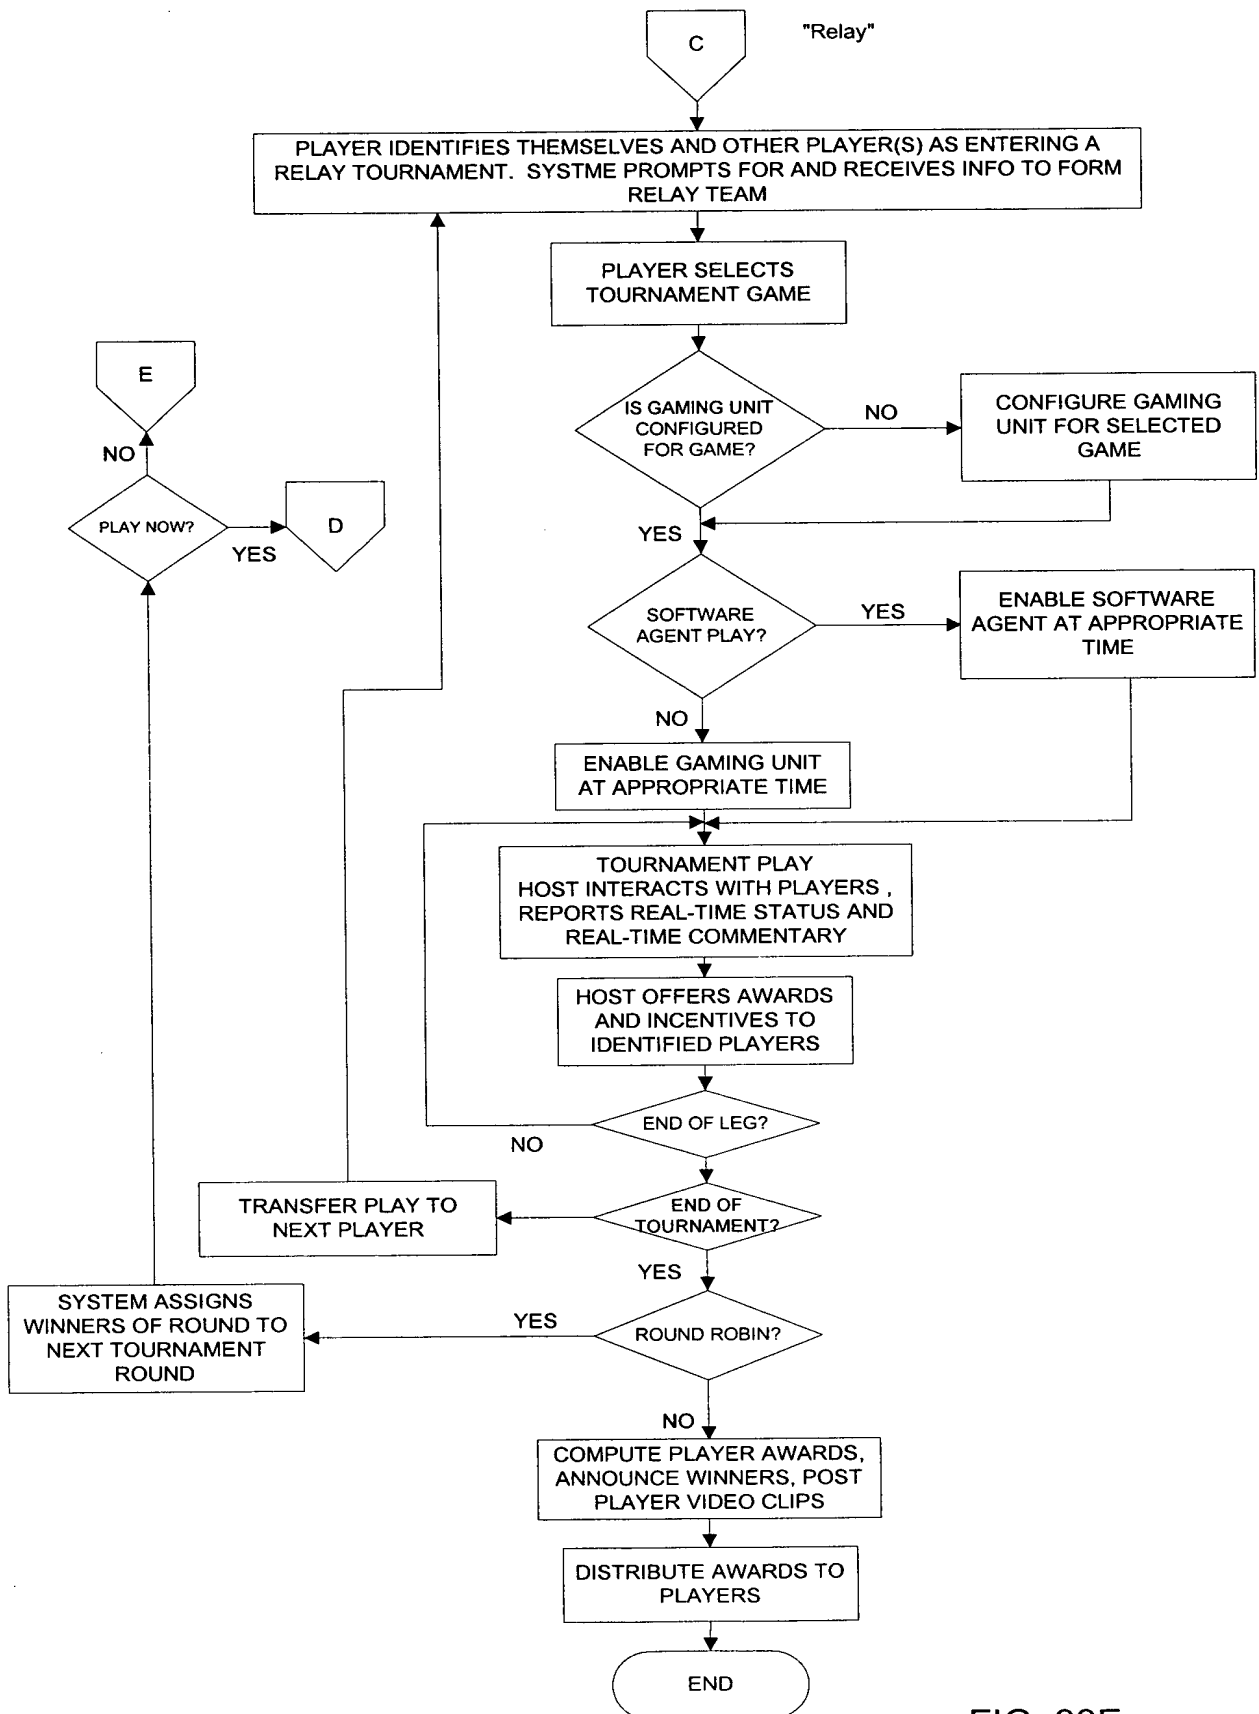 C
"Relay"
PLAYER IDENTIFIES THEMSELVES AND OTHER PLAYER(S) AS ENTERING A
RELAY TOURNAMENT. SYSTME PROMPTS FOR AND RECEIVES INFO TO FORM
RELAY TEAM
PLAYER SELECTS
TOURNAMENT GAME
IS GAMING UNIT
CONFIGURED
FOR GAME?
NO
CONFIGURE GAMING
UNIT FOR SELECTED
GAME
E
NO
PLAY NOW?
YES
D
YES
SOFTWARE
AGENT PLAY?
YES
ENABLE SOFTWARE
AGENT AT APPROPRIATE
TIME
NO
ENABLE GAMING UNIT
AT APPROPRIATE TIME
TOURNAMENT PLAY
HOST INTERACTS WITH PLAYERS ,
REPORTS REAL-TIME STATUS AND
REAL-TIME COMMENTARY
HOST OFFERS AWARDS
AND INCENTIVES TO
IDENTIFIED PLAYERS
END OF LEG?
NO
END OF
TOURNAMENT?
TRANSFER PLAY TO
NEXT PLAYER
YES
ROUND ROBIN?
YES
SYSTEM ASSIGNS
WINNERS OF ROUND TO
NEXT TOURNAMENT
ROUND
NO
COMPUTE PLAYER AWARDS,
ANNOUNCE WINNERS, POST
PLAYER VIDEO CLIPS
DISTRIBUTE AWARDS TO
PLAYERS
END